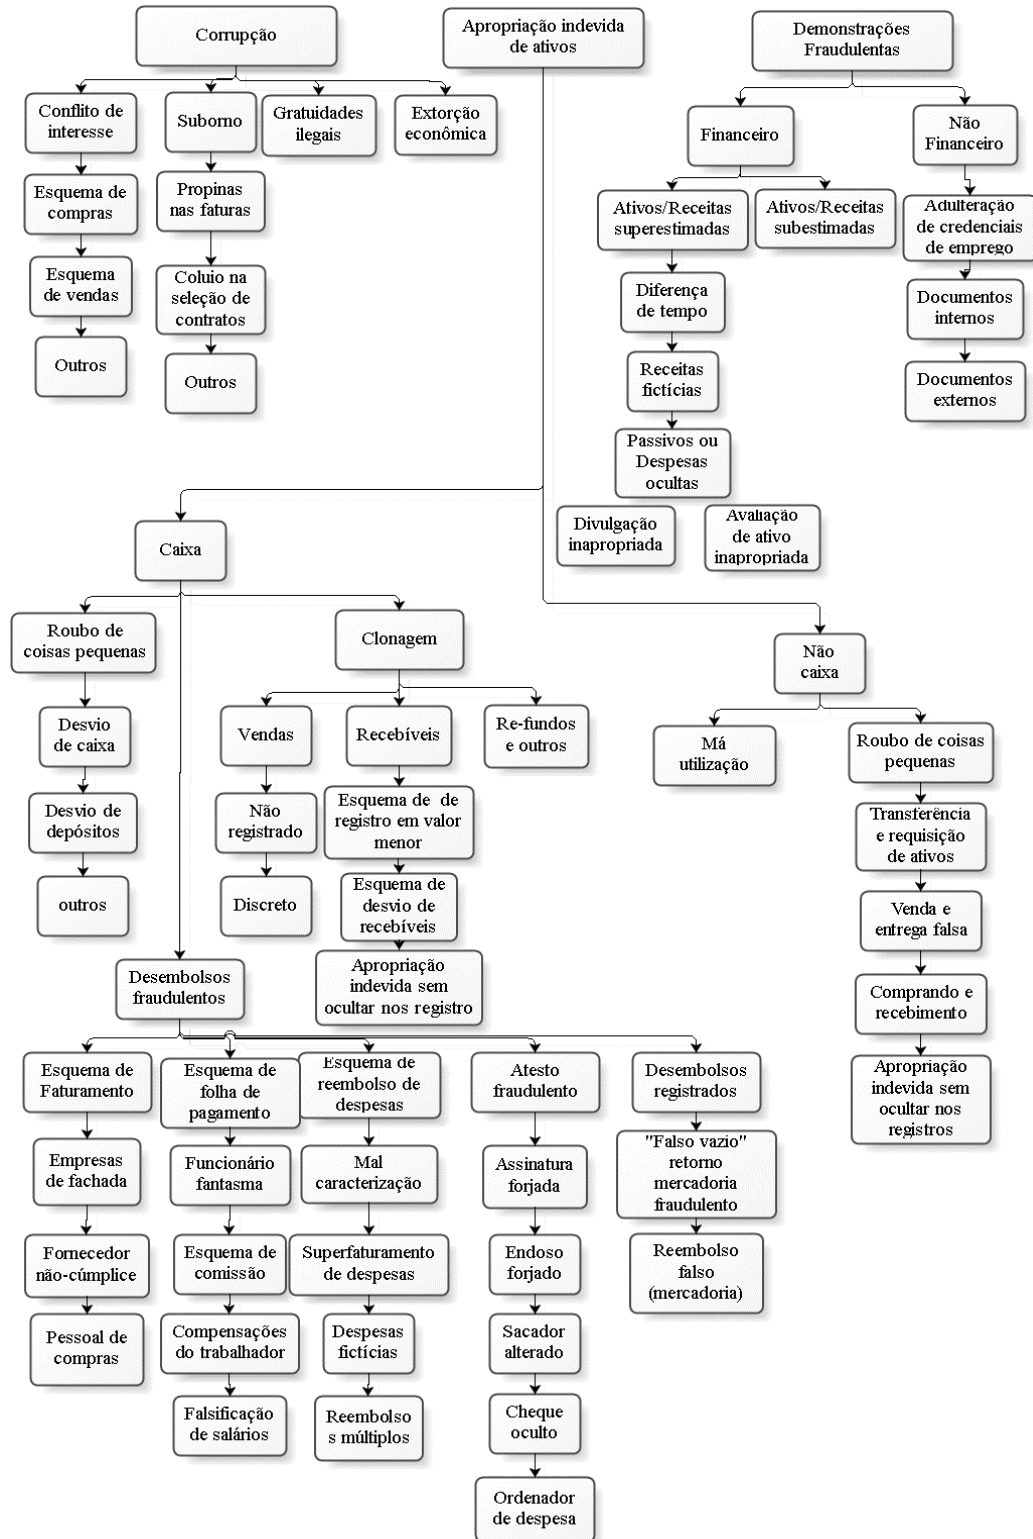 Corrupção
Apropriação indevida
de ativos
Demonstrações
Fraudulentas
Conflito de
interesse
Suborno
Gratuidades
ilegais
Extorção
econômica
Financeiro
Não
Financeiro
Esquema de
compras
Propinas
nas faturas
Ativos/Receitas
superestimadas
Ativos/Receitas
subestimadas
Adulteração
de credenciais
de emprego
Esquema
de vendas
Coluio na
seleção de
contratos
Diferença
de tempo
Documentos
internos
Outros
Outros
Receitas
fictícias
Documentos
externos
Passivos ou
Despesas
ocultas
Divulgação
inapropriada
Avaliação
de ativo
inapropriada
Caixa
Roubo de
coisas pequenas
Clonagem
Não
caixa
Desvio
de caixa
Vendas
Recebíveis
Re-fundos
e outros
Má
utilização
Roubo de coisas
pequenas
Desvio de
depósitos
Não
registrado
Esquema de de
registro em valor
menor
Transferência
e requisição
de ativos
outros
Discreto
Esquema de
desvio de
recebíveis
Venda e
entrega falsa
Desembolsos
fraudulentos
Apropriação
indevida sem
ocultar nos registro
Comprando e
recebimento
Esquema de
Faturamento
Esquema de
folha de
pagamento
Esquema de
reembolso de
despesas
Atesto
fraudulento
Desembolsos
registrados
Apropriação
indevida sem
ocultar nos
registros
Empresas
de fachada
Funcionário
fantasma
Mal
caracterização
Assinatura
forjada
"Falso vazio"
retorno
mercadoria
fraudulento
Fornecedor
não-cúmplice
Esquema de
comissão
Superfaturamento
de despesas
Endoso
forjado
Reembolso
falso
(mercadoria)
Pessoal de
compras
Compensações
do trabalhador
Despesas
fictícias
Sacador
alterado
Falsificação
de salários
Reembolso
s múltiplos
Cheque
oculto
Ordenador
de despesa